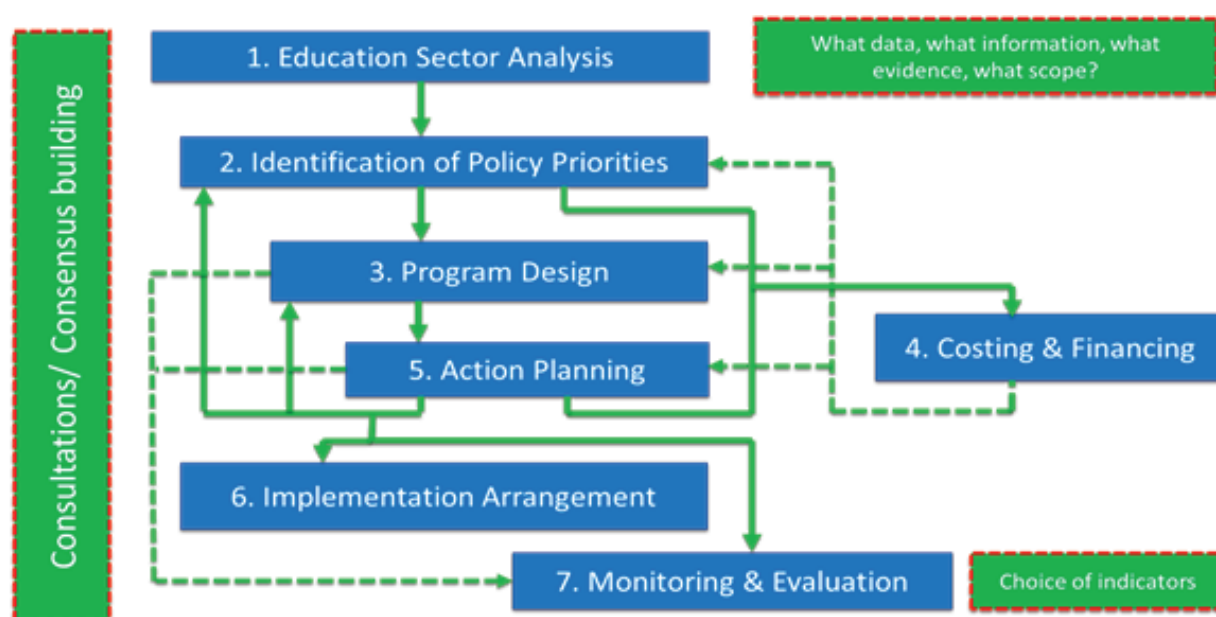 Consultations/ Consensus building
1. Education Sector Analysis
What data, what information, what
evidence, what scope?
2. Identification of Policy Priorities
3. Program Design
4. Costing & Financing
5. Action Planning
6. Implementation Arrangement
7. Monitoring & Evaluation
Choice of indicators